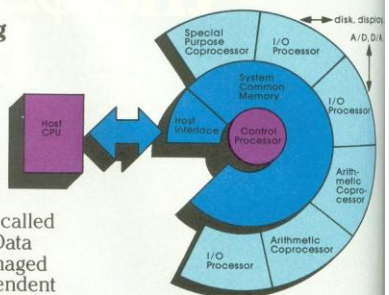 g
Special
Purpose
Coprocessor
I/O
Processor
disk, display
A/D, D/A
System
Common
Memory
I/O
Processor
Host
CPU
Host
Interface
Control
Processor
Arith-
metic
Copro-
cessor
called
Data
naged
endent
I/O
Processor
Arithmetic
Coprocessor